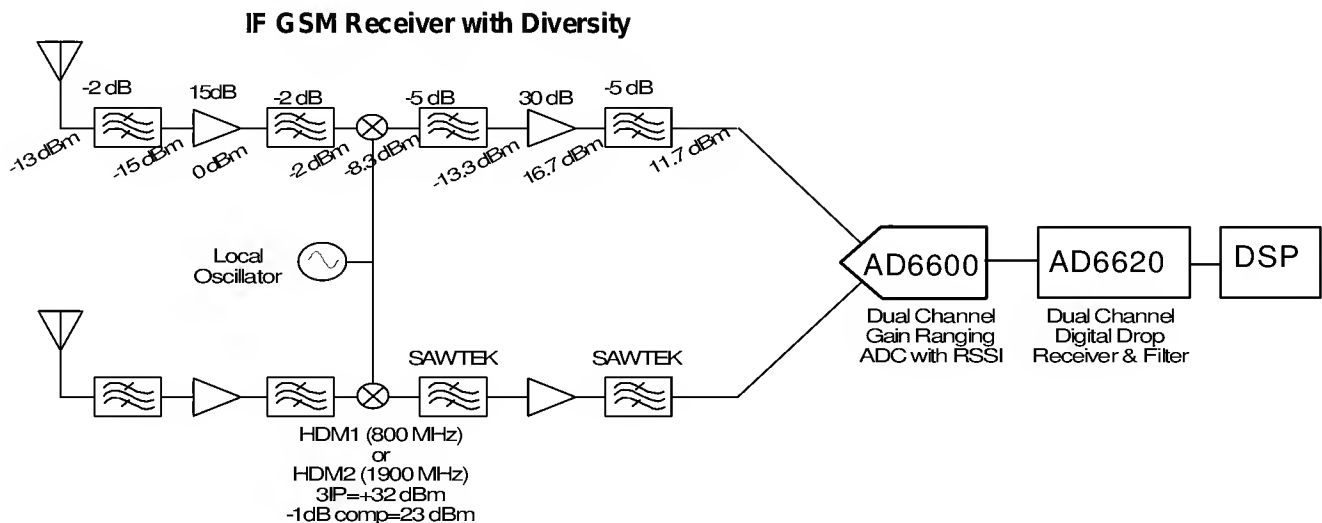 IF GSM Receiver with Diversity
-2 dB
15dB
-2 dB
-5 dB
30 dB
-5 dB
-13 dBm
-15 dBm
0 dBm
-2 dBm
-8.3 dBm
-13.3 dBm
16.7 dBm
11.7 dBm
Local
Oscillator
AD6600
AD6620
DSP
Dual Channel
Gain Ranging
ADC with RSSI
Dual Channel
Digital Drop
Receiver & Filter
SAWTEK
SAWTEK
HDM1 (800 MHz)
or
HDM2 (1900 MHz)
3IP=+32 dBm
-1dB comp=23 dBm